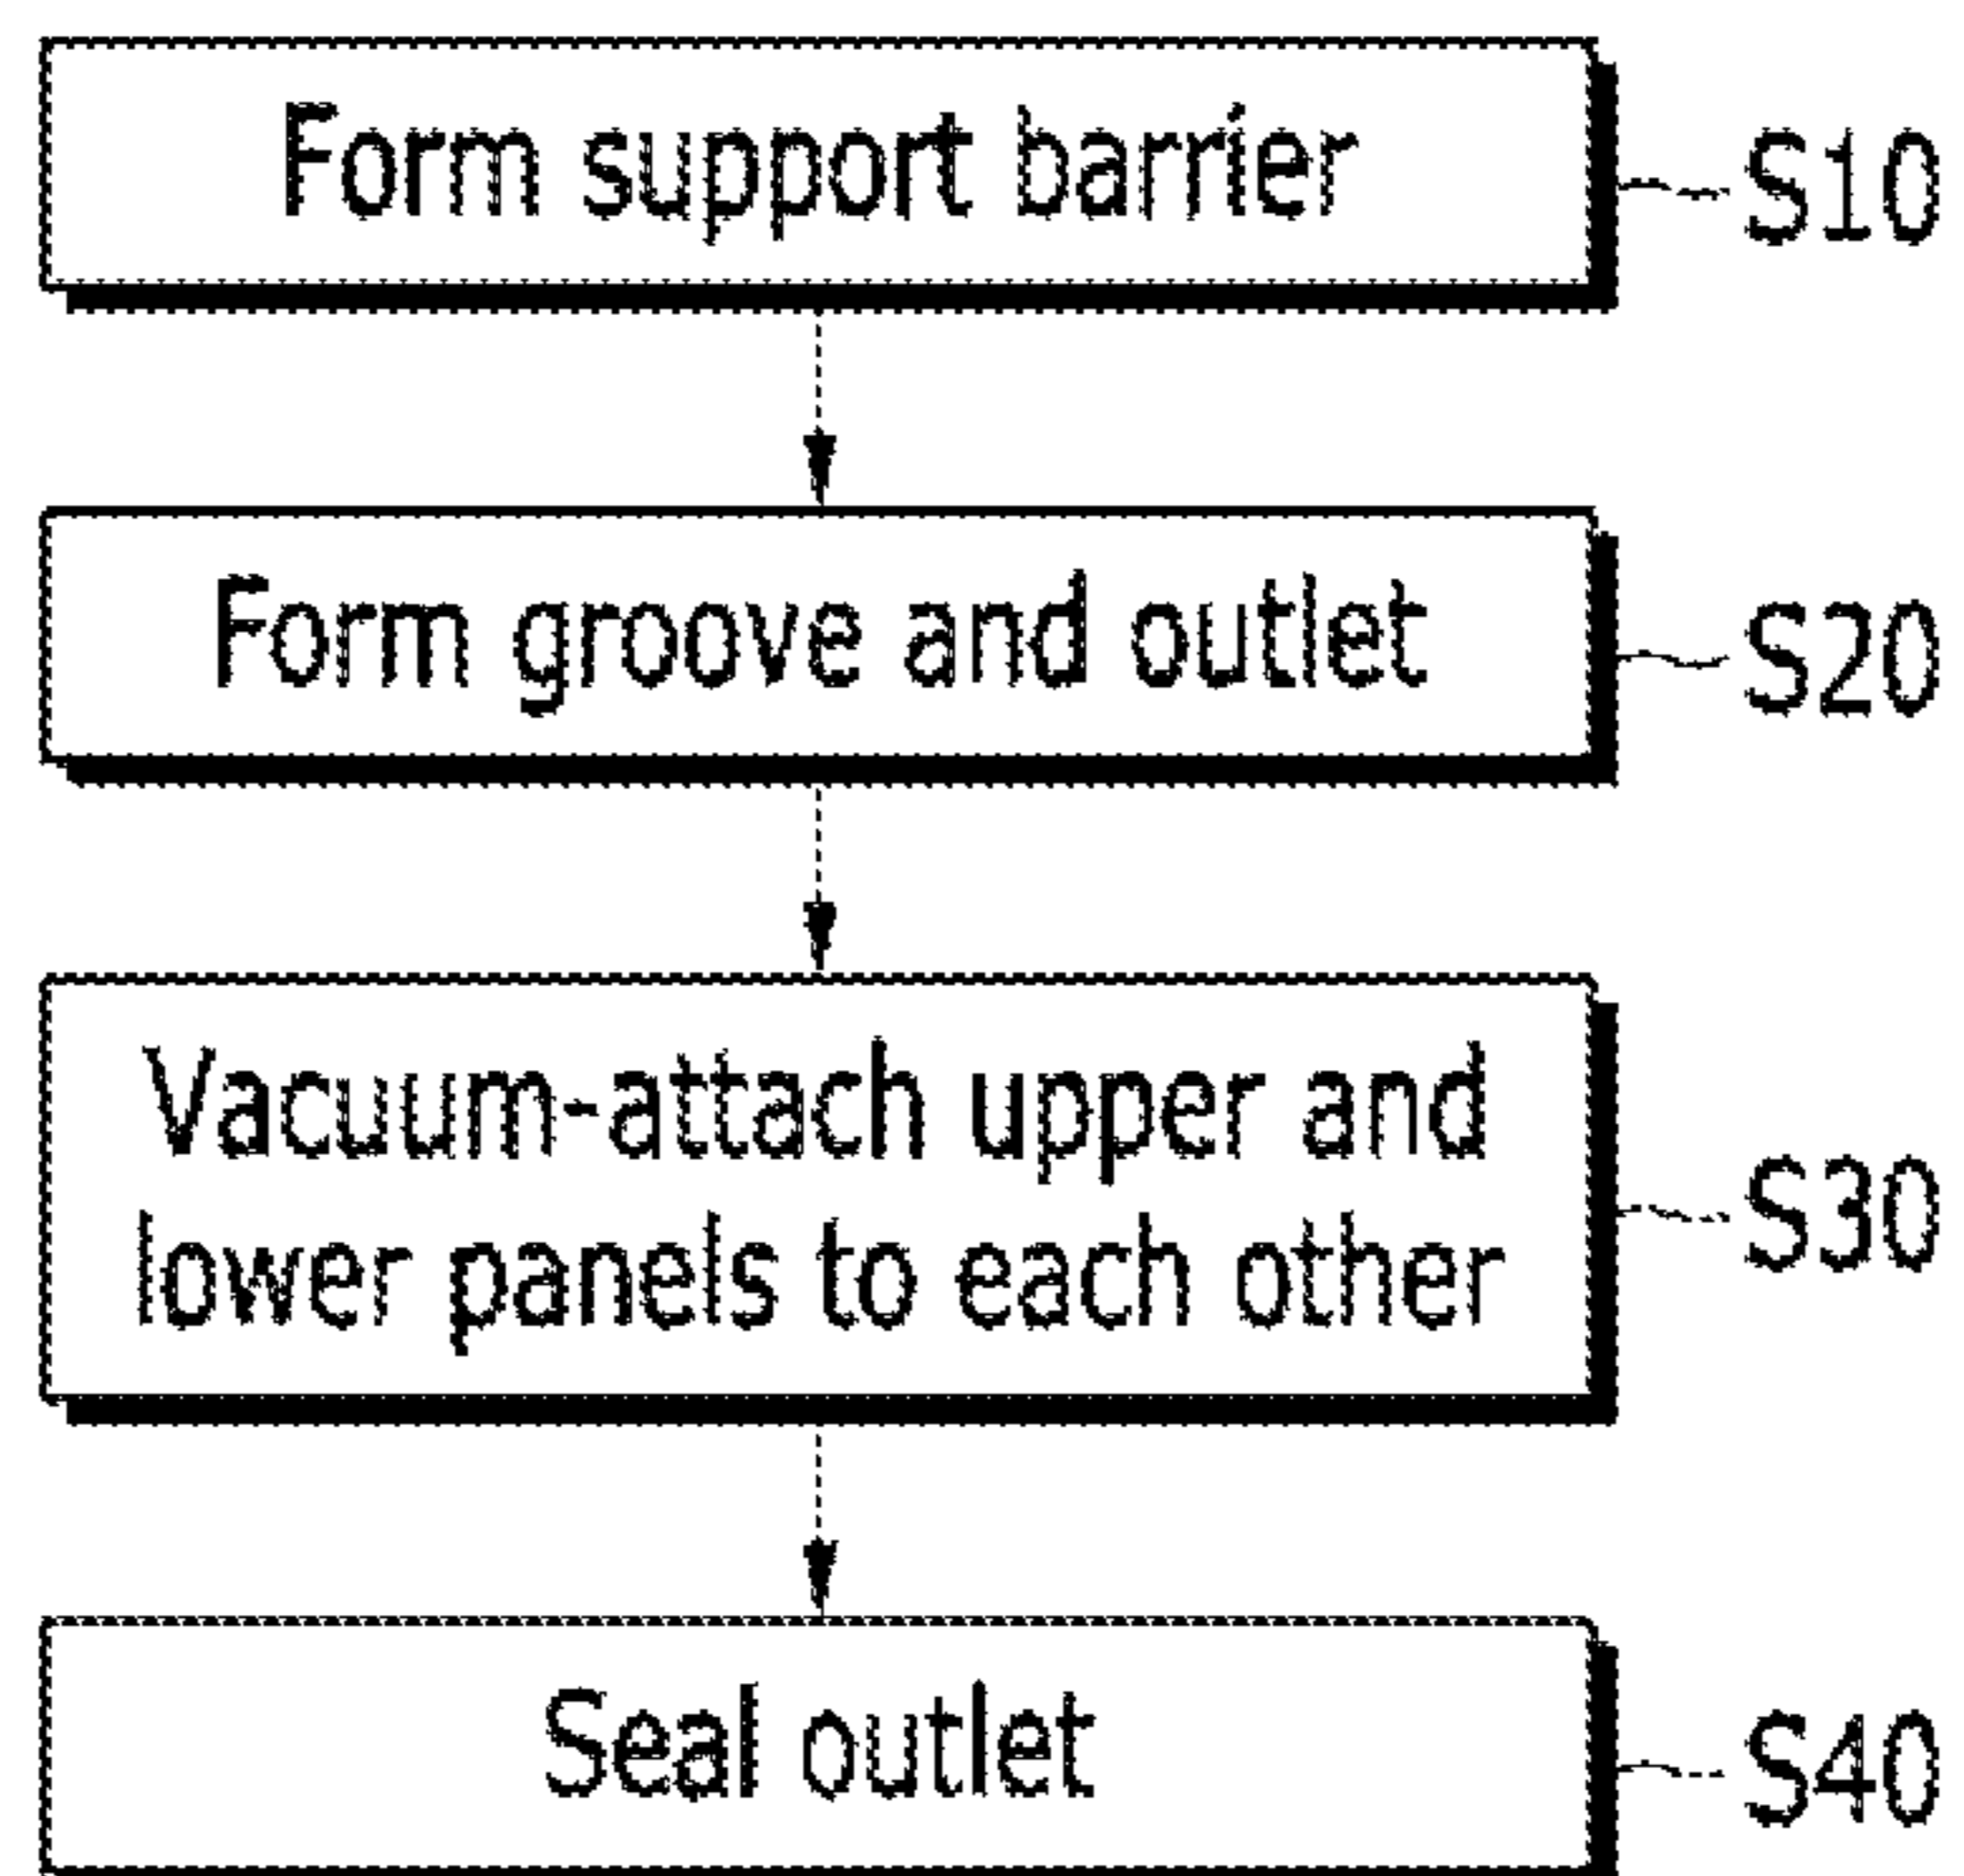 Form support barrier
S10
Form groove and outlet
S20
Vacuum-attach upper and
lower panels to each other
S30
Seal outlet
S40